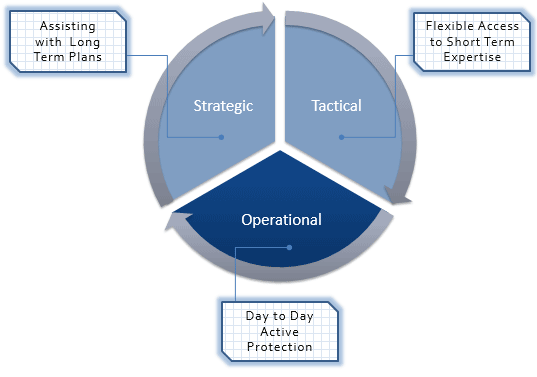 Assisting
with Long
Term Plans
Flexible Access
to Short Term
Expertise
Strategic
Tactical
Operational
Day to Day
Active
Protection